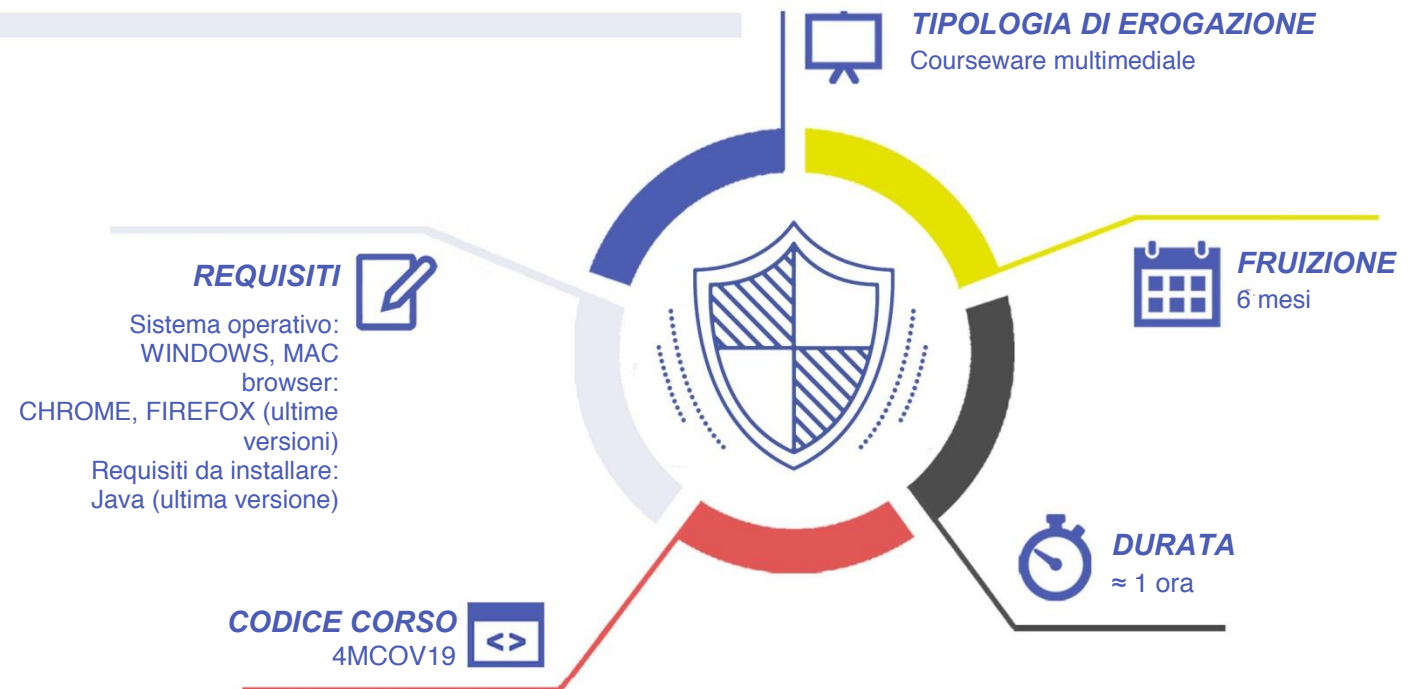 TIPOLOGIA DI EROGAZIONE
Courseware multimediale
REQUISITI
Sistema operativo:
WINDOWS, MAC
browser:
CHROME, FIREFOX (ultime
versioni)
Requisiti da installare:
Java (ultima versione)
FRUIZIONE
6 mesi
DURATA
≈ 1 ora
CODICE CORSO
4MCOV19
<>